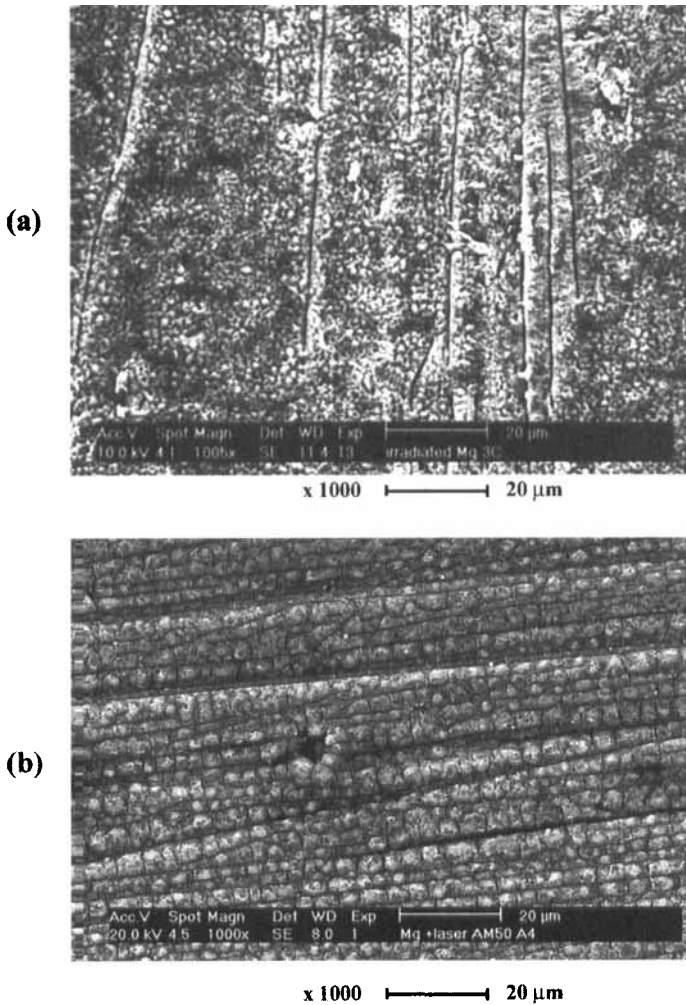 (a)
Acc.V Spot Magn Det WD Exp 20 µm
10.0 kV 4.1 1005x SE 11.4 13 irradiated Mg 3C
x 1000 20 µm
(b)
Acc.V Spot Magn Det WD Exp 20 µm
20.0 kV 4.5 1000x SE 8.0 1 Mg +laser AM50 A4
x 1000 20 µm